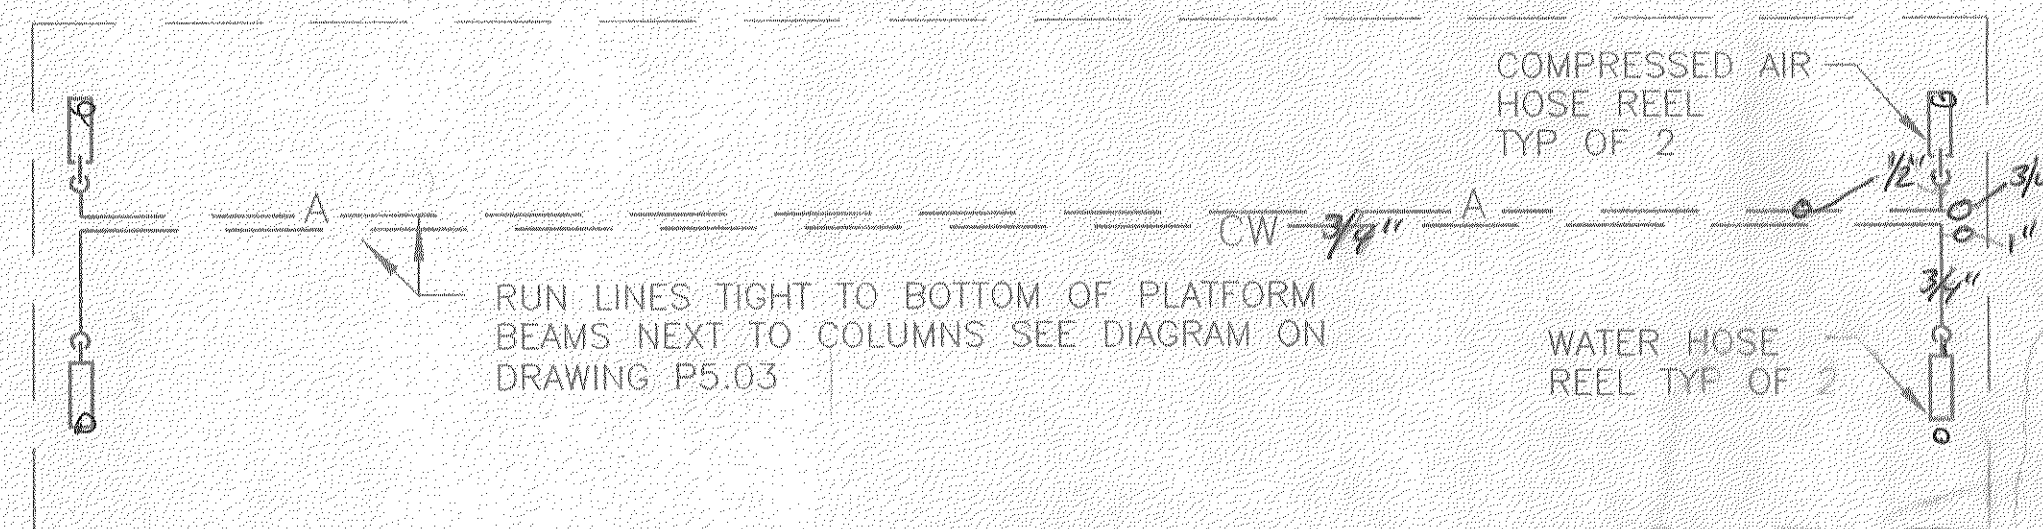 COMPRESSED AIR
HOSE REEL
TYP OF 2
1/2"
A
A
CW
3/4"
1"
3/4"
RUN LINES TIGHT TO BOTTOM OF PLATFORM
BEAMS NEXT TO COLUMNS SEE DIAGRAM ON
DRAWING P5.03
WATER HOSE
REEL TYP OF 2